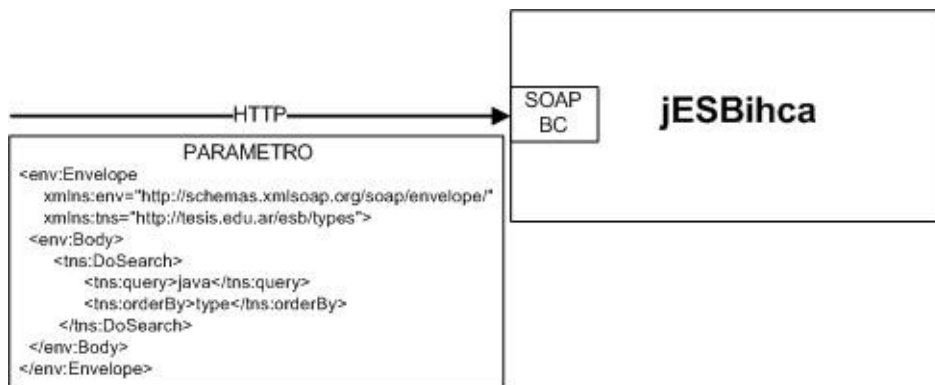 HTTP
SOAP
BC
jESBihca
PARAMETRO
<env:Envelope
xmlns:env="http://schemas.xmlsoap.org/soap/envelope/"
xmlns:tns="http://tesis.edu.ar/esb/types">
<env:Body>
<tns:DoSearch>
<tns:query>java</tns:query>
<tns:orderBy>type</tns:orderBy>
</tns:DoSearch>
</env:Body>
</env:Envelope>